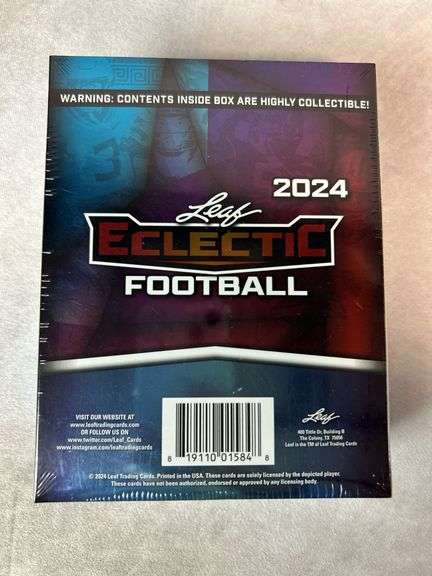 WARNING: CONTENTS INSIDE BOX ARE HIGHLY COLLECTIBLE!
2024
Leaf
ECLECTIC
FOOTBALL
VISIT OUR WEBSITE AT
www.leaftradingcards.com
OR FOLLOW US ON
www.twitter.com/Leaf_Cards
www.instagram.com/leaftradingcards
8 19110 01584 8
Leaf
400 Tittle Dr, Building B
The Colony, TX 75056
Leaf is the TM of Leaf Trading Cards
© 2024 Leaf Trading Cards. Printed in the USA. These cards are solely licensed by the depicted player.
These cards have not been authorized, endorsed or approved by any licensing body.